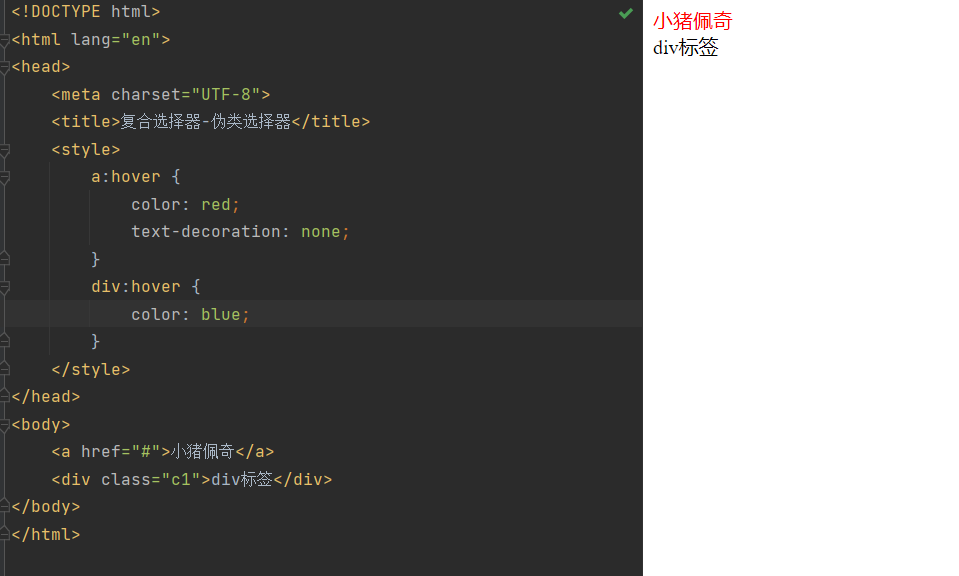 <!DOCTYPE html>
<html lang="en">
<head>
    <meta charset="UTF-8">
    <title>复合选择器-伪类选择器</title>
    <style>
        a:hover {
            color: red;
            text-decoration: none;
        }
        div:hover {
            color: blue;
        }
    </style>
</head>
<body>
    <a href="#">小猪佩奇</a>
    <div class="c1">div标签</div>
</body>
</html>
小猪佩奇
div标签